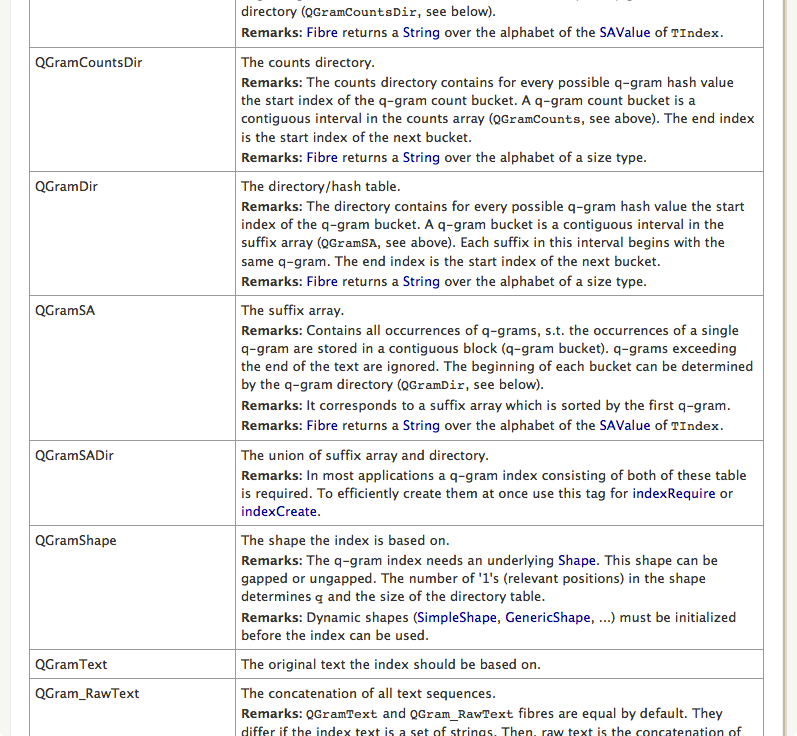 directory (QGramCountsDir, see below).
Remarks: Fibre returns a String over the alphabet of the SAValue of TIndex.
QGramCountsDir
The counts directory.
Remarks: The counts directory contains for every possible q-gram hash value
the start index of the q-gram count bucket. A q-gram count bucket is a
contiguous interval in the counts array (QGramCounts, see above). The end index
is the start index of the next bucket.
Remarks: Fibre returns a String over the alphabet of a size type.
QGramDir
The directory/hash table.
Remarks: The directory contains for every possible q-gram hash value the start
index of the q-gram bucket. A q-gram bucket is a contiguous interval in the
suffix array (QGramSA, see above). Each suffix in this interval begins with the
same q-gram. The end index is the start index of the next bucket.
Remarks: Fibre returns a String over the alphabet of a size type.
QGramSA
The suffix array.
Remarks: Contains all occurrences of q-grams, s.t. the occurrences of a single
q-gram are stored in a contiguous block (q-gram bucket). q-grams exceeding
the end of the text are ignored. The beginning of each bucket can be determined
by the q-gram directory (QGramDir, see below).
Remarks: It corresponds to a suffix array which is sorted by the first q-gram.
Remarks: Fibre returns a String over the alphabet of the SAValue of TIndex.
QGramSADir
The union of suffix array and directory.
Remarks: In most applications a q-gram index consisting of both of these table
is required. To efficiently create them at once use this tag for indexRequire or
indexCreate.
QGramShape
The shape the index is based on.
Remarks: The q-gram index needs an underlying Shape. This shape can be
gapped or ungapped. The number of '1's (relevant positions) in the shape
determines q and the size of the directory table.
Remarks: Dynamic shapes (SimpleShape, GenericShape, ...) must be initialized
before the index can be used.
QGramText
The original text the index should be based on.
QGram_RawText
The concatenation of all text sequences.
Remarks: QGramText and QGram_RawText fibres are equal by default. They
differ if the index text is a set of strings. Then, raw text is the concatenation of